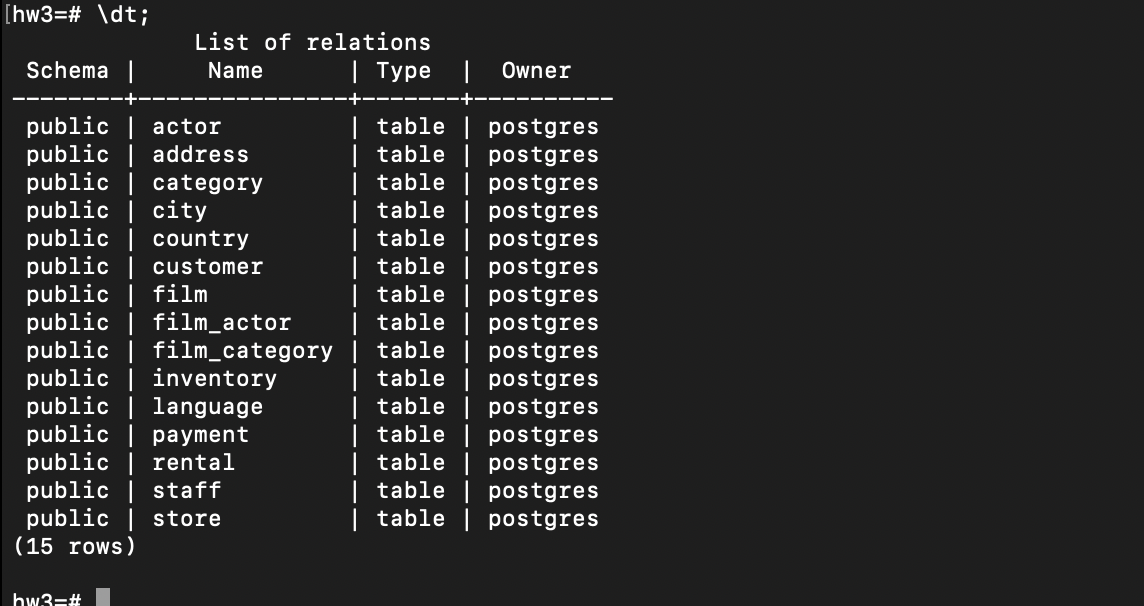 [hw3=# \dt;
             List of relations
 Schema |     Name      | Type  |  Owner
--------+---------------+-------+----------
 public | actor         | table | postgres
 public | address       | table | postgres
 public | category      | table | postgres
 public | city          | table | postgres
 public | country       | table | postgres
 public | customer      | table | postgres
 public | film          | table | postgres
 public | film_actor    | table | postgres
 public | film_category | table | postgres
 public | inventory     | table | postgres
 public | language      | table | postgres
 public | payment       | table | postgres
 public | rental        | table | postgres
 public | staff         | table | postgres
 public | store         | table | postgres
(15 rows)
hw3=#